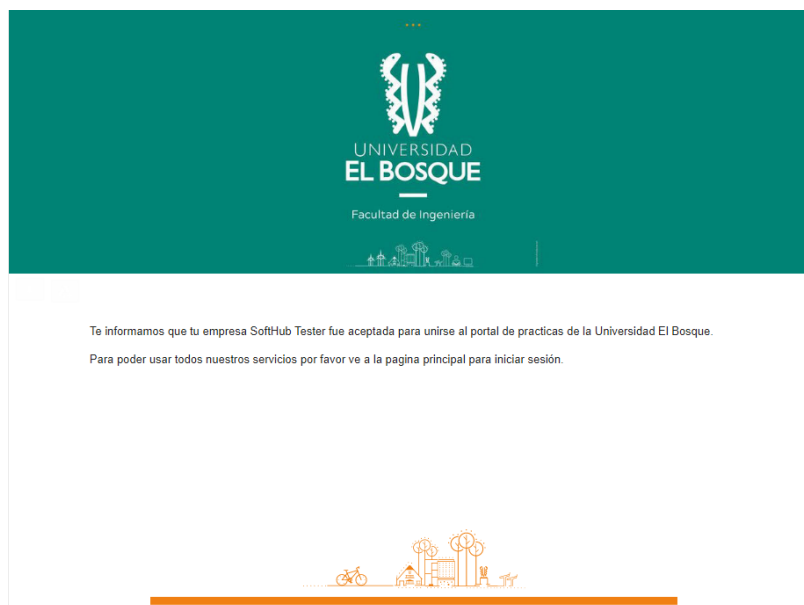 UNIVERSIDAD
EL BOSQUE
Facultad de Ingeniería
Te informamos que tu empresa SoftHub Tester fue aceptada para unirse al portal de practicas de la Universidad El Bosque.
Para poder usar todos nuestros servicios por favor ve a la pagina principal para iniciar sesión.